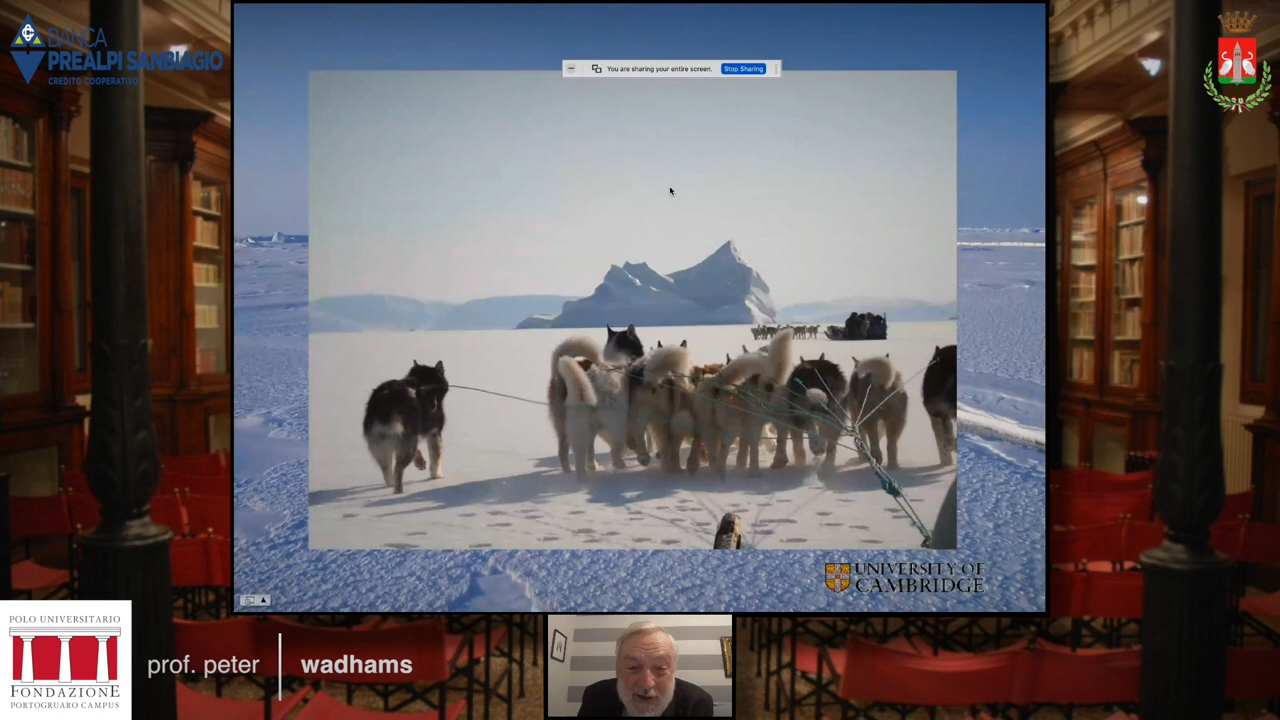 BANCA
PREALPI SANBIAGIO
CREDITO COOPERATIVO
You are sharing your entire screen.
Stop Sharing
UNIVERSITY OF
CAMBRIDGE
POLO UNIVERSITARIO
FONDAZIONE
PORTOGRUARO CAMPUS
prof. peter
wadhams